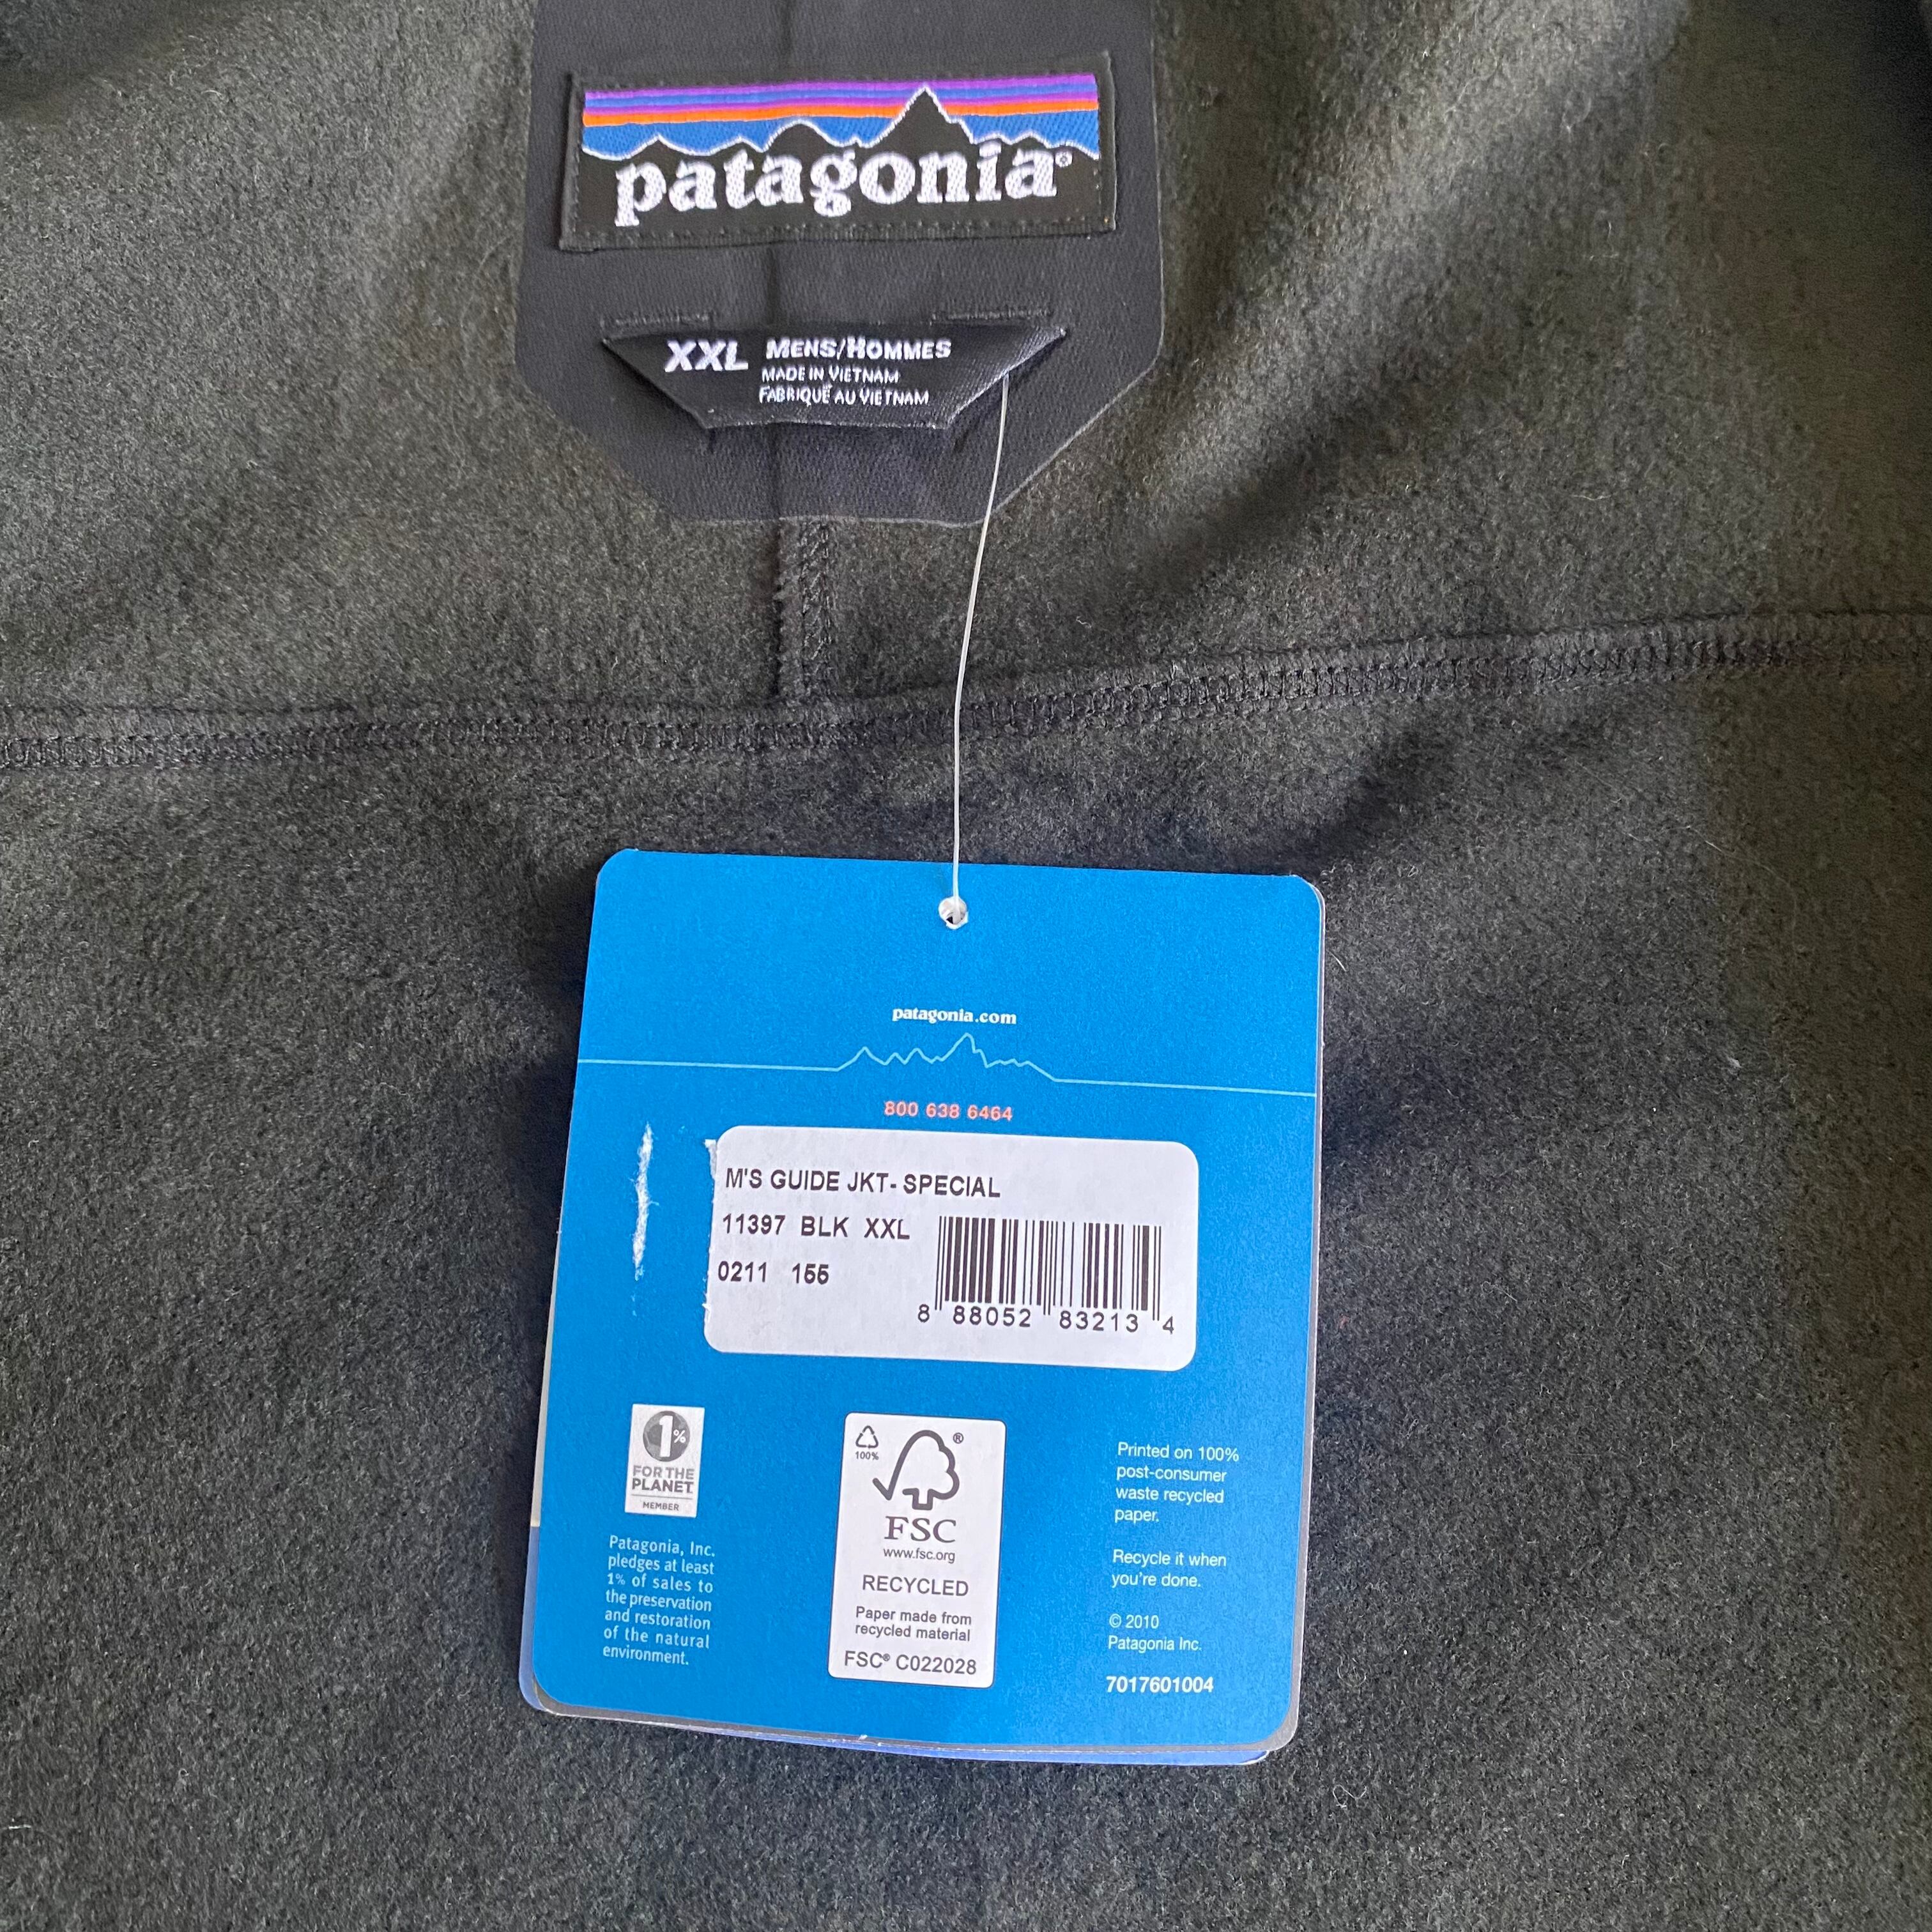 patagonia®
XXL MENS/HOMMES
MADE IN VIETNAM
FABRIQUÉ AU VIETNAM
patagonia.com
800 638 6464
M'S GUIDE JKT- SPECIAL
11397 BLK XXL
0211 155
8 88052 83213 4
1%
FOR THE
PLANET
MEMBER
Patagonia, Inc.
pledges at least
1% of sales to
the preservation
and restoration
of the natural
environment.
100%
®
FSC
www.fsc.org
RECYCLED
Paper made from
recycled material
FSC® C022028
Printed on 100%
post-consumer
waste recycled
paper.
Recycle it when
you're done.
© 2010
Patagonia Inc.
7017601004